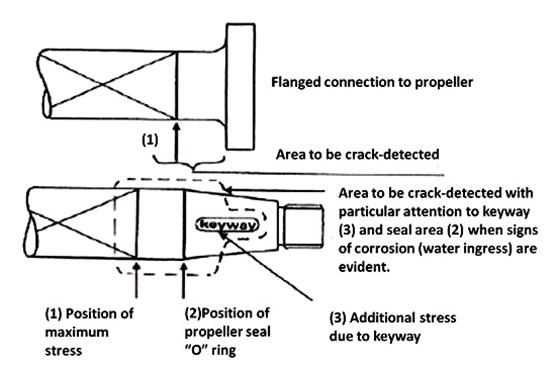 Flanged connection to propeller
(1)
Area to be crack-detected
Area to be crack-detected with
particular attention to keyway
(3) and seal area (2) when signs
of corrosion (water ingress) are
evident.
keyway
(1) Position of
maximum
stress
(2)Position of
propeller seal
"O" ring
(3) Additional stress
due to keyway